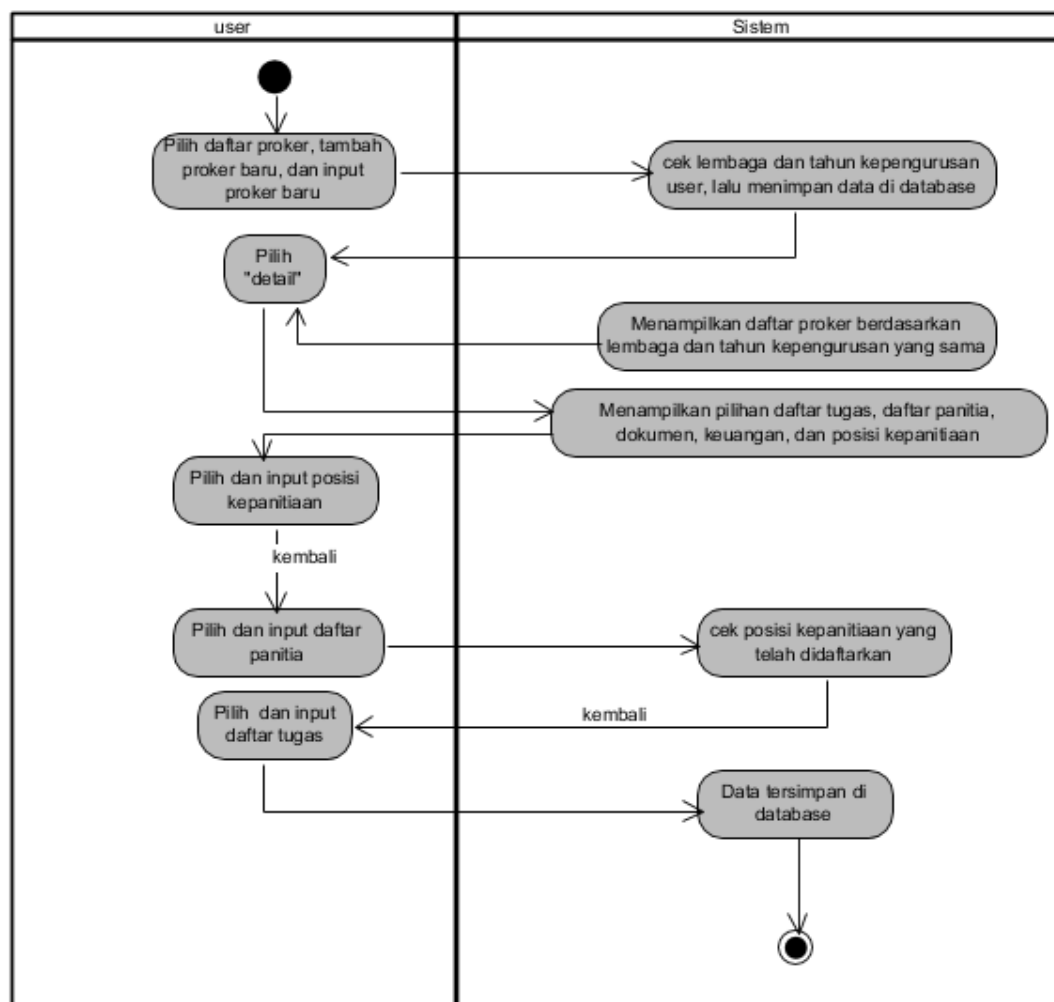 user
Sistem
Pilih daftar proker, tambah
proker baru, dan input
proker baru
cek lembaga dan tahun kepengurusan
user, lalu menimpan data di database
Pilih
"detail"
Menampilkan daftar proker berdasarkan
lembaga dan tahun kepengurusan yang sama
Menampilkan pilihan daftar tugas, daftar panitia,
dokumen, keuangan, dan posisi kepanitiaan
Pilih dan input posisi
kepanitiaan
kembali
Pilih dan input daftar
panitia
cek posisi kepanitiaan yang
telah didaftarkan
kembali
Pilih dan input
daftar tugas
Data tersimpan di
database